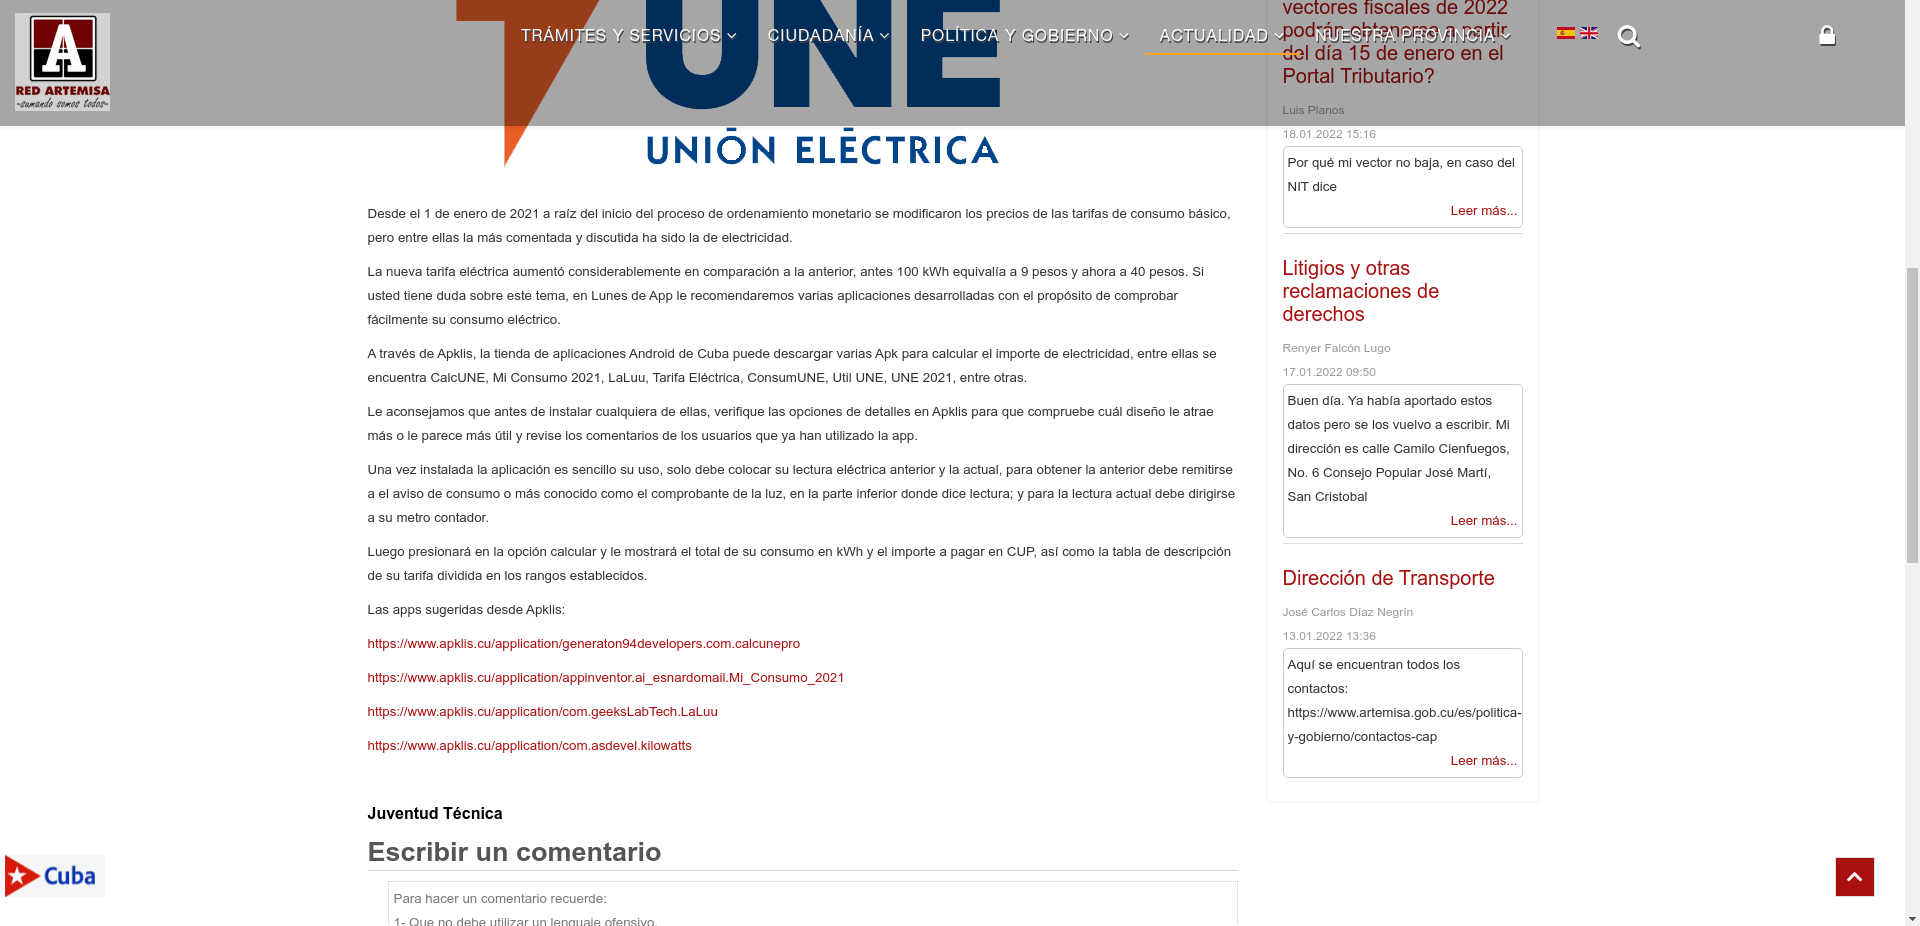 RED ARTEMISA
-sumando somos todos-
TRÁMITES Y SERVICIOS
CIUDADANÍA
POLÍTICA Y GOBIERNO
ACTUALIDAD
NUESTRA PROVINCIA
UNE
UNIÓN ELÉCTRICA
Desde el 1 de enero de 2021 a raíz del inicio del proceso de ordenamiento monetario se modificaron los precios de las tarifas de consumo básico,
pero entre ellas la más comentada y discutida ha sido la de electricidad.
La nueva tarifa eléctrica aumentó considerablemente en comparación a la anterior, antes 100 kWh equivalía a 9 pesos y ahora a 40 pesos. Si
usted tiene duda sobre este tema, en Lunes de App le recomendaremos varias aplicaciones desarrolladas con el propósito de comprobar
fácilmente su consumo eléctrico.
A través de Apklis, la tienda de aplicaciones Android de Cuba puede descargar varias Apk para calcular el importe de electricidad, entre ellas se
encuentra CalcUNE, Mi Consumo 2021, LaLuu, Tarifa Eléctrica, ConsumUNE, Util UNE, UNE 2021, entre otras.
Le aconsejamos que antes de instalar cualquiera de ellas, verifique las opciones de detalles en Apklis para que compruebe cuál diseño le atrae
más o le parece más útil y revise los comentarios de los usuarios que ya han utilizado la app.
Una vez instalada la aplicación es sencillo su uso, solo debe colocar su lectura eléctrica anterior y la actual, para obtener la anterior debe remitirse
a el aviso de consumo o más conocido como el comprobante de la luz, en la parte inferior donde dice lectura; y para la lectura actual debe dirigirse
a su metro contador.
Luego presionará en la opción calcular y le mostrará el total de su consumo en kWh y el importe a pagar en CUP, así como la tabla de descripción
de su tarifa dividida en los rangos establecidos.
Las apps sugeridas desde Apklis:
https://www.apklis.cu/application/generaton94developers.com.calcunepro
https://www.apklis.cu/application/appinventor.ai_esnardomail.Mi_Consumo_2021
https://www.apklis.cu/application/com.geeksLabTech.LaLuu
https://www.apklis.cu/application/com.asdevel.kilowatts
Juventud Técnica
Escribir un comentario
Para hacer un comentario recuerde:
1- Que no debe utilizar un lenguaje ofensivo.
vectores fiscales de 2022
podrán obtenerse a partir
del día 15 de enero en el
Portal Tributario?
Luis Planos
18.01.2022 15:16
Por qué mi vector no baja, en caso del
NIT dice
Leer más...
Litigios y otras
reclamaciones de
derechos
Renyer Falcón Lugo
17.01.2022 09:50
Buen día. Ya había aportado estos
datos pero se los vuelvo a escribir. Mi
dirección es calle Camilo Cienfuegos,
No. 6 Consejo Popular José Martí,
San Cristobal
Leer más...
Dirección de Transporte
José Carlos Díaz Negrín
13.01.2022 13:36
Aquí se encuentran todos los
contactos:
https://www.artemisa.gob.cu/es/politica-
y-gobierno/contactos-cap
Leer más...
Cuba